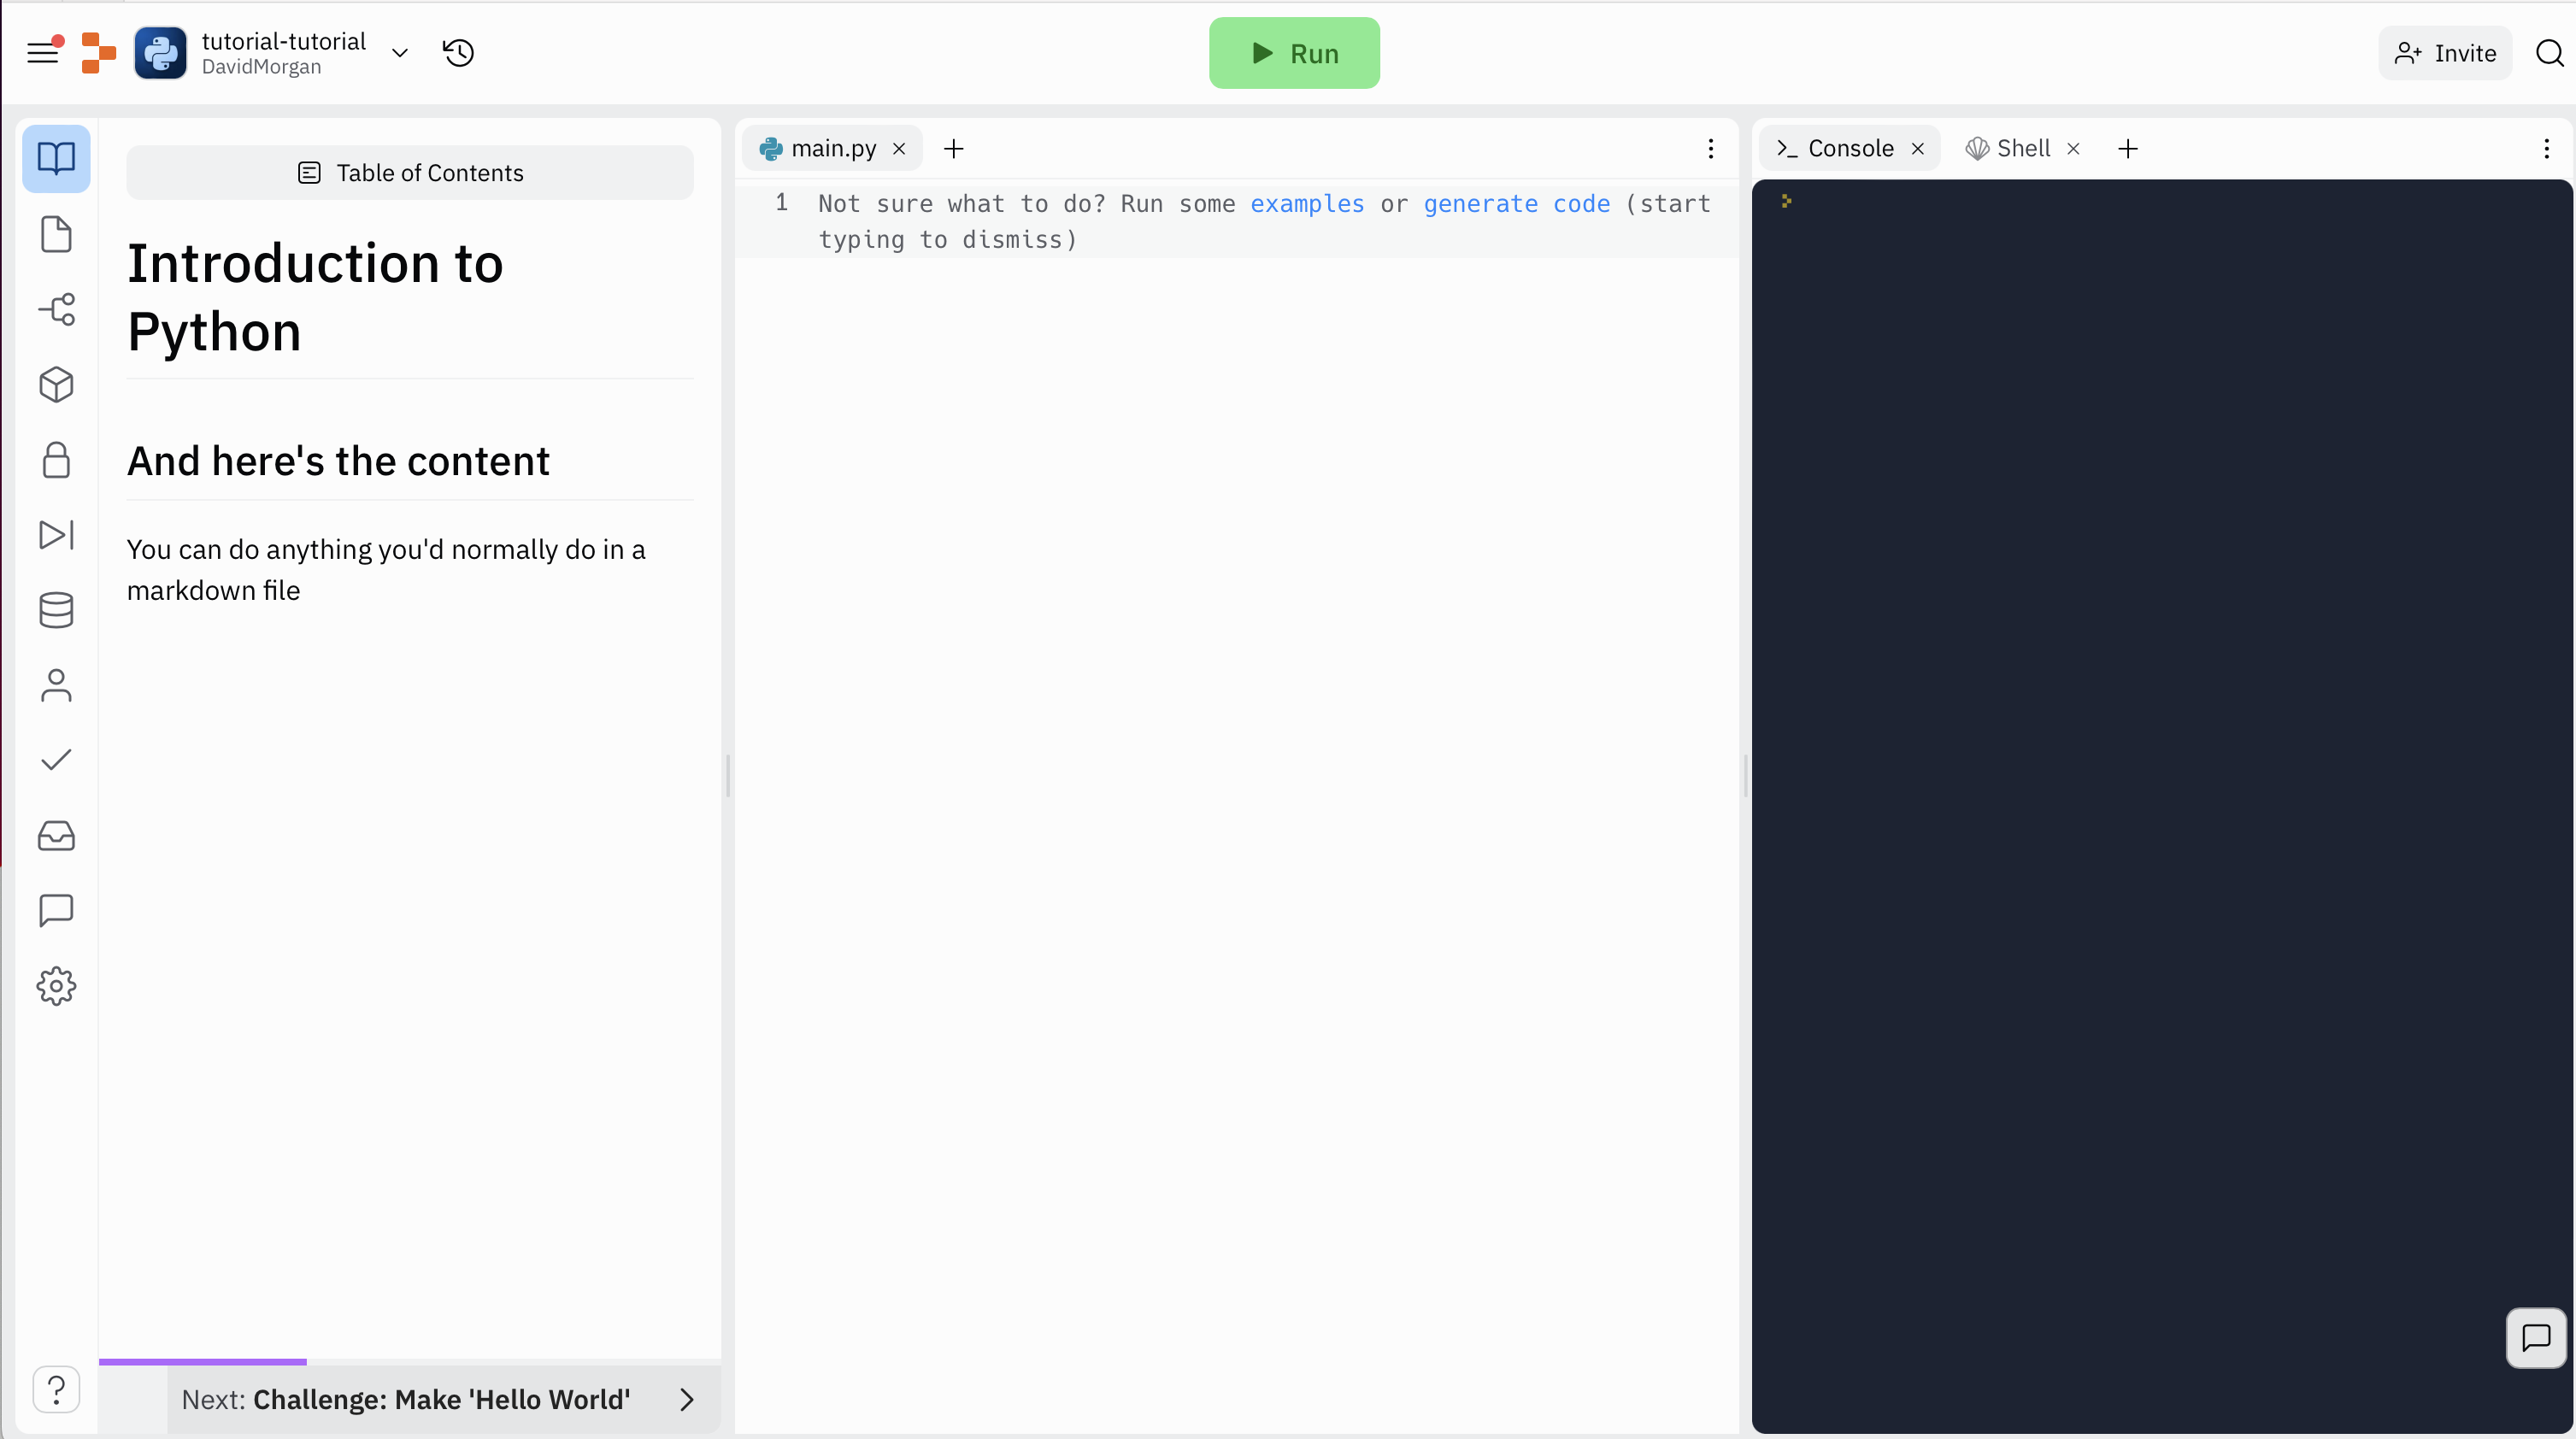 tutorial-tutorial
DavidMorgan
Run
Invite
Table of Contents
Introduction to
Python
And here's the content
You can do anything you'd normally do in a
markdown file
Next: Challenge: Make 'Hello World'
main.py
1 Not sure what to do? Run some examples or generate code (start
typing to dismiss)
Console
Shell